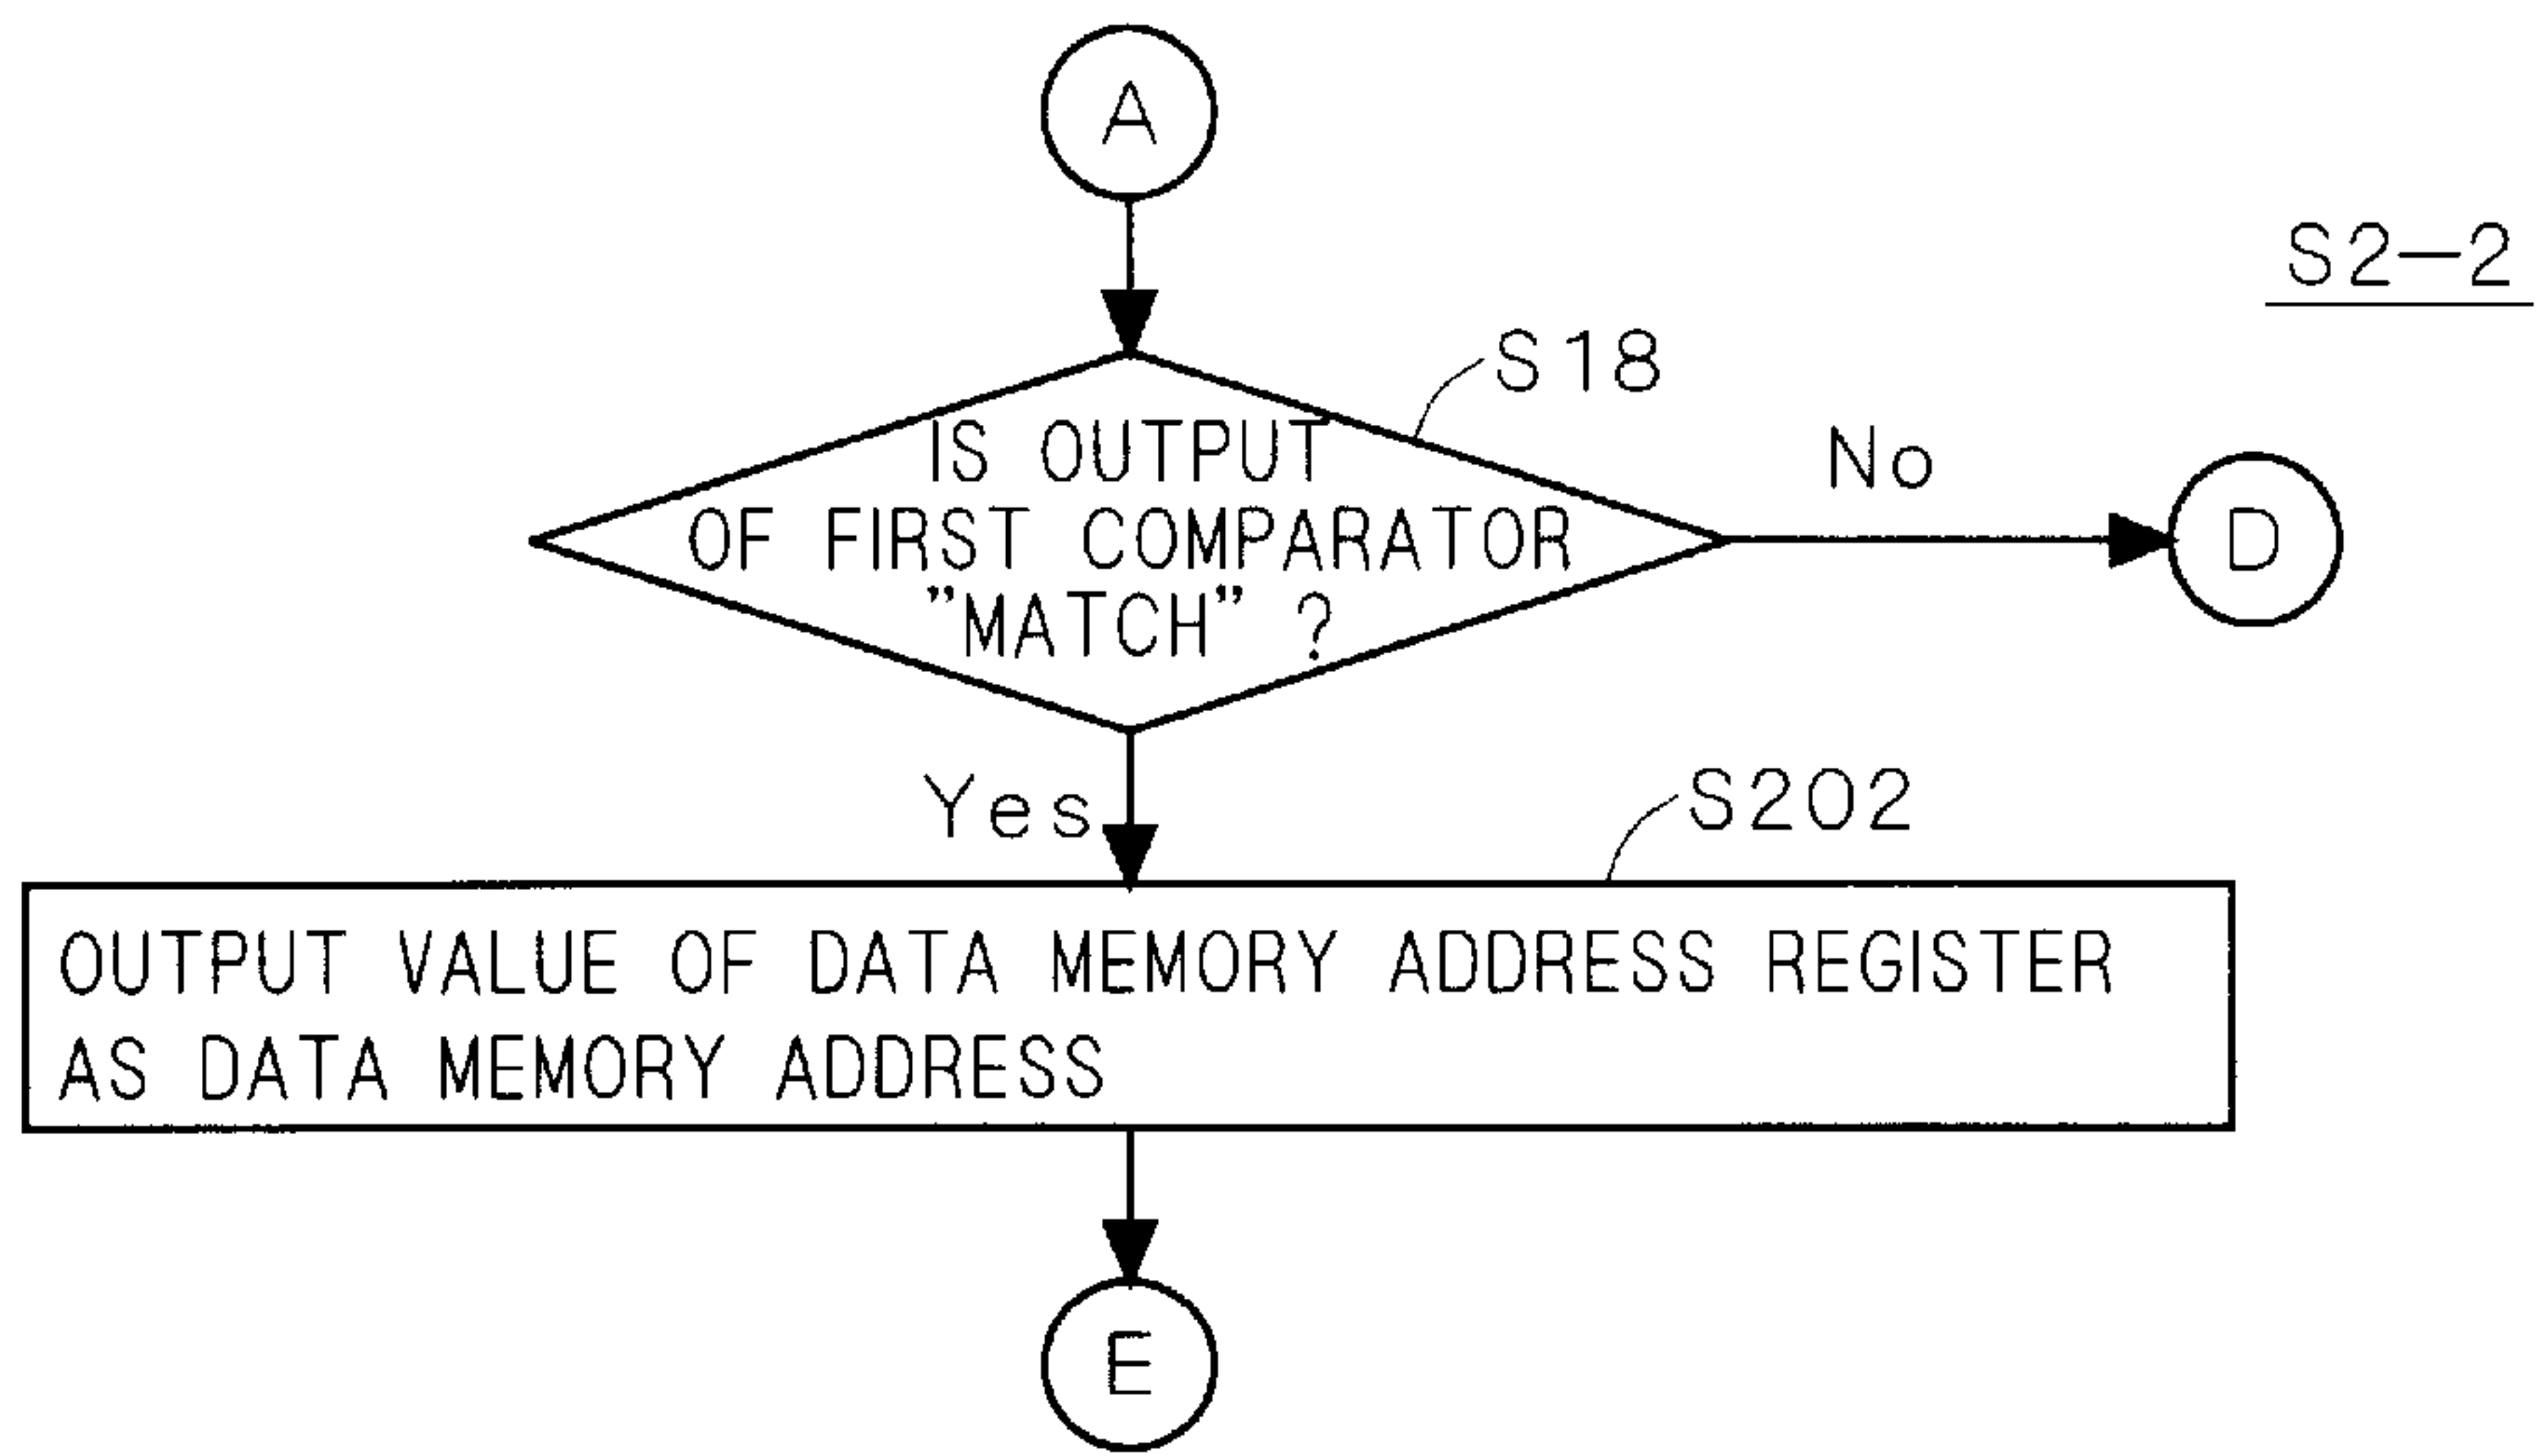 A
S2-2
S18
IS OUTPUT
OF FIRST COMPARATOR
"MATCH" ?
No
D
Yes
S202
OUTPUT VALUE OF DATA MEMORY ADDRESS REGISTER
AS DATA MEMORY ADDRESS
E